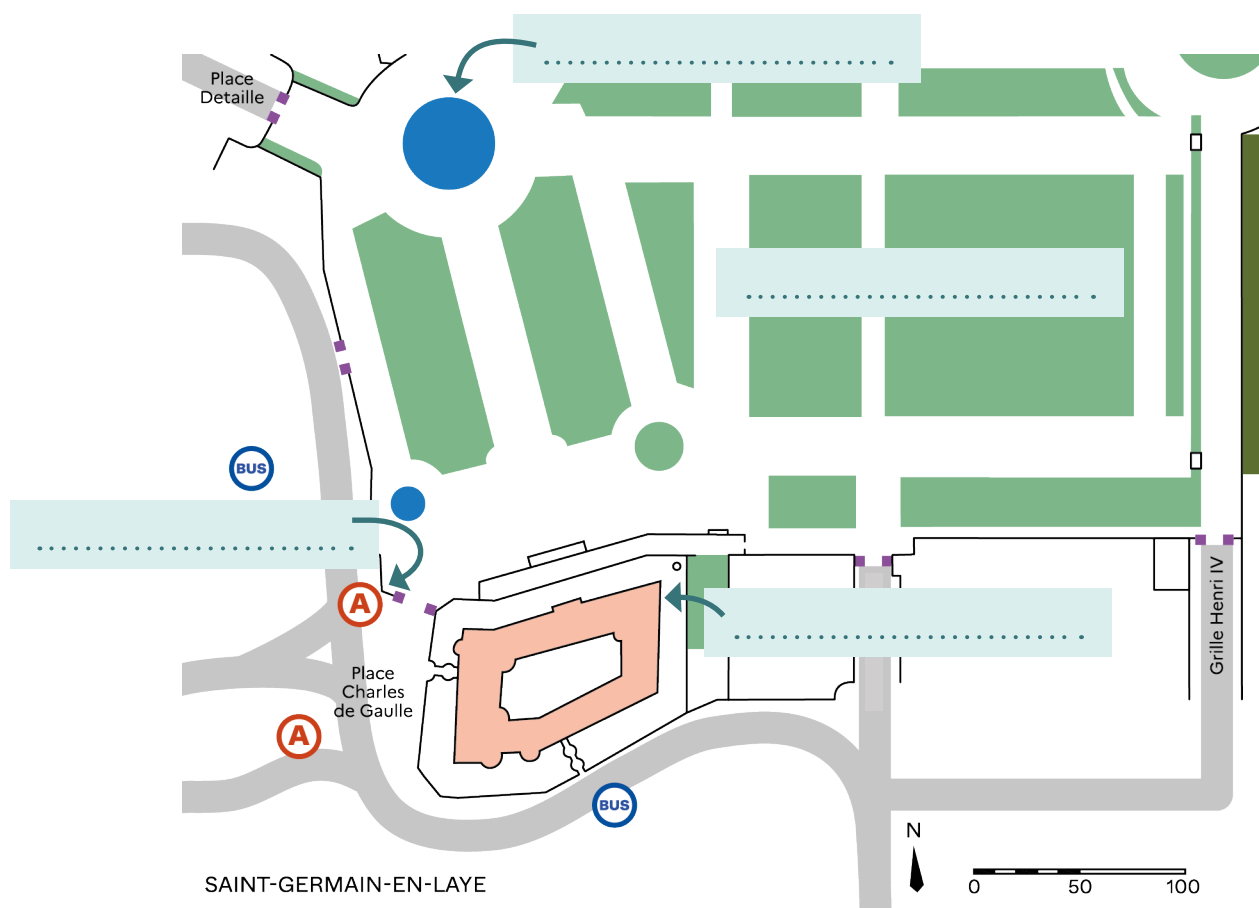 Place
Detaille
BUS
A
Place
Charles
de Gaulle
A
BUS
Grille Henri IV
N
0 50 100
SAINT-GERMAIN-EN-LAYE